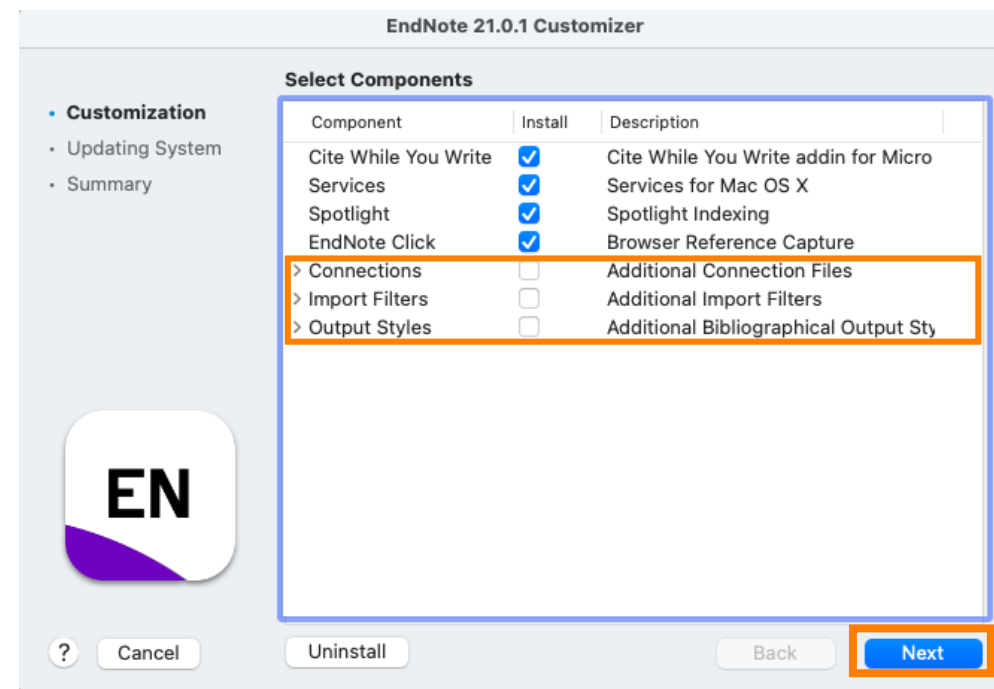 EndNote 21.0.1 Customizer
Select Components
• Customization
• Updating System
• Summary
Component Install Description
Cite While You Write Cite While You Write addin for Micro
Services Services for Mac OS X
Spotlight Spotlight Indexing
EndNote Click Browser Reference Capture
> Connections Additional Connection Files
> Import Filters Additional Import Filters
> Output Styles Additional Bibliographical Output Sty
EN
? Cancel Uninstall Back Next